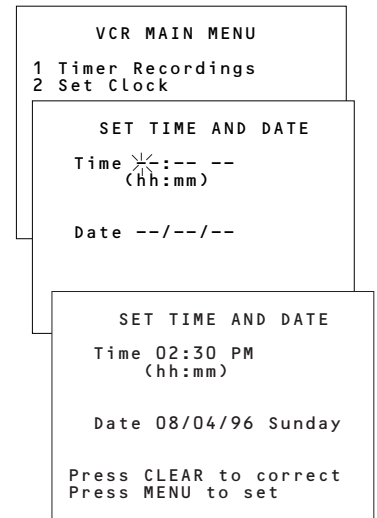 VCR MAIN MENU
1 Timer Recordings
2 Set Clock
SET TIME AND DATE
Time --:-- --
(hh:mm)
Date --/--/--
SET TIME AND DATE
Time 02:30 PM
(hh:mm)
Date 08/04/96 Sunday
Press CLEAR to correct
Press MENU to set